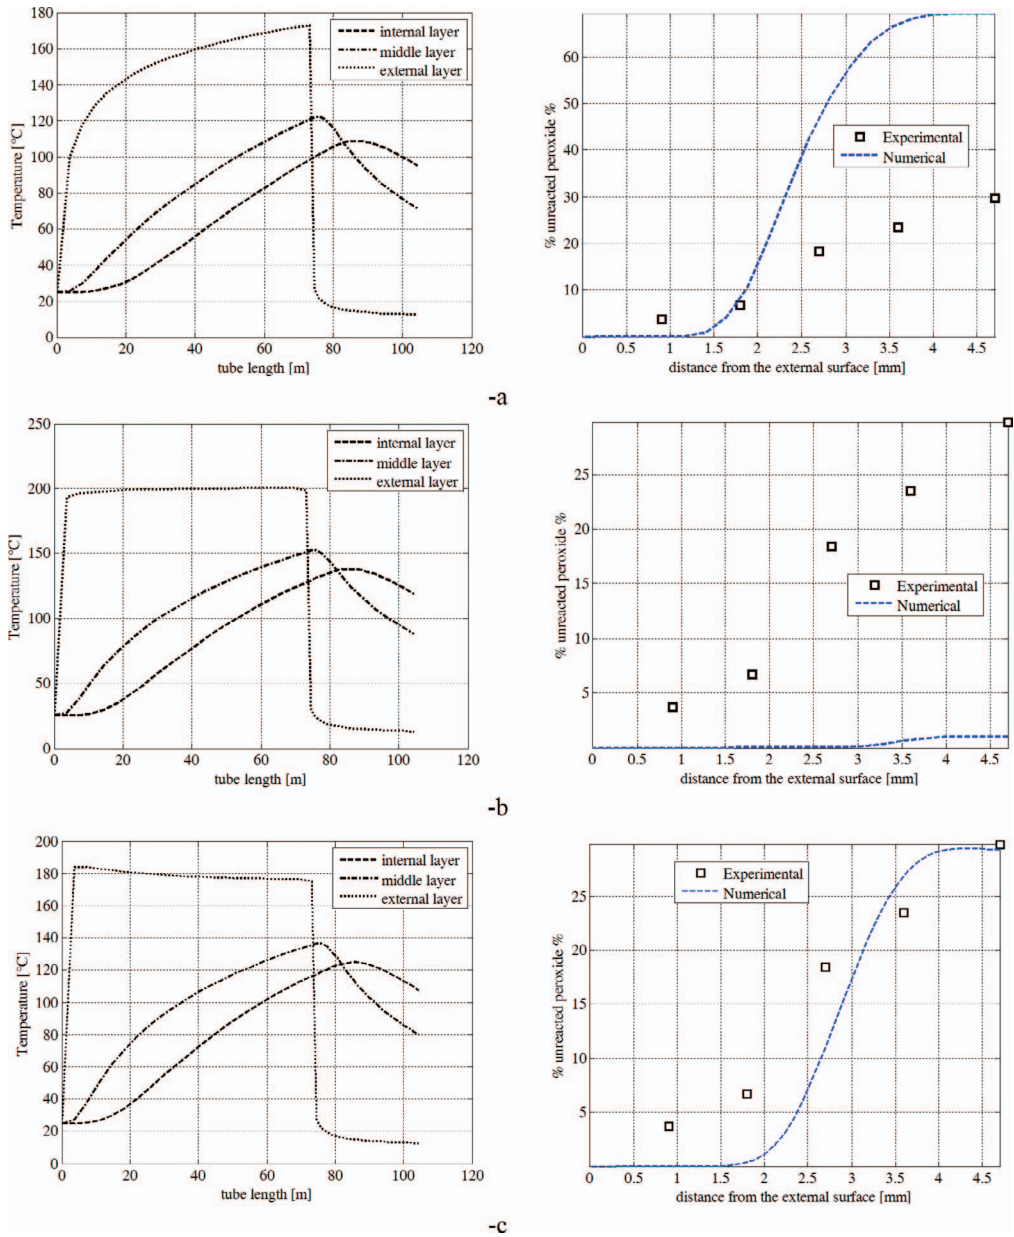 180
160
140
120
100
80
60
40
20
0
Temperature [°C]
internal layer
middle layer
external layer
0 20 40 60 80 100 120
tube length [m]
60
50
40
30
20
10
% unreacted peroxide %
Experimental
Numerical
0 0.5 1 1.5 2 2.5 3 3.5 4 4.5
distance from the external surface [mm]
-a
250
200
150
100
50
0
Temperature [°C]
internal layer
middle layer
external layer
0 20 40 60 80 100 120
tube length [m]
25
20
15
10
5
% unreacted peroxide %
Experimental
Numerical
0 0.5 1 1.5 2 2.5 3 3.5 4 4.5
distance from the external surface [mm]
-b
200
180
160
140
120
100
80
60
40
20
0
Temperature [°C]
internal layer
middle layer
external layer
0 20 40 60 80 100 120
tube length [m]
25
20
15
10
5
% unreacted peroxide %
Experimental
Numerical
0 0.5 1 1.5 2 2.5 3 3.5 4 4.5
distance from the external surface [mm]
-c